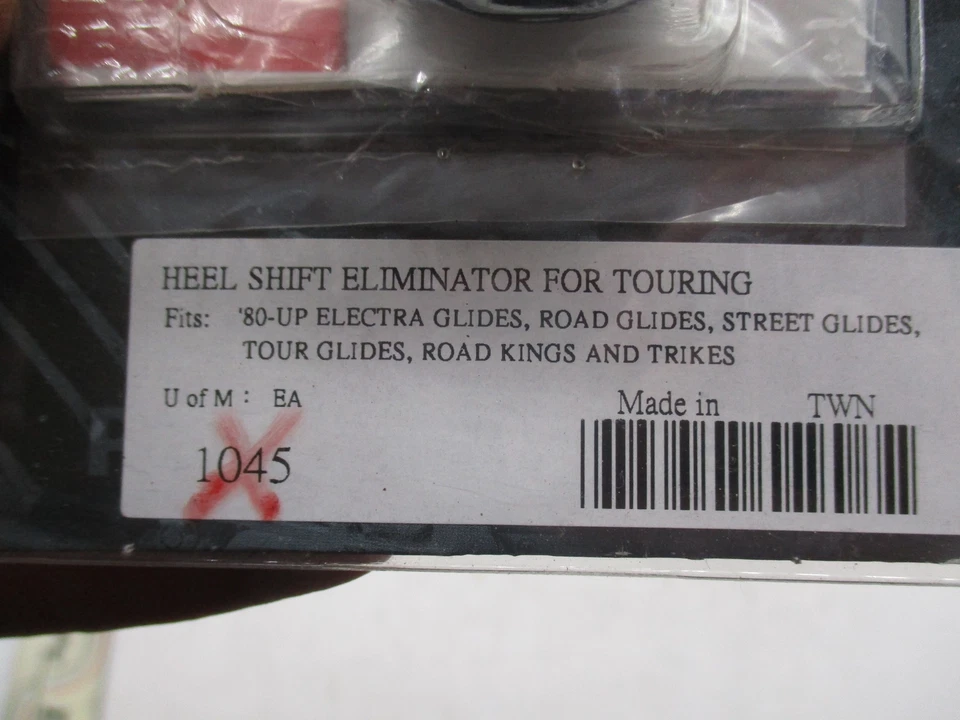 HEEL SHIFT ELIMINATOR FOR TOURING
Fits: '80-UP ELECTRA GLIDES, ROAD GLIDES, STREET GLIDES,
TOUR GLIDES, ROAD KINGS AND TRIKES
U of M : EA
Made in TWN
1045